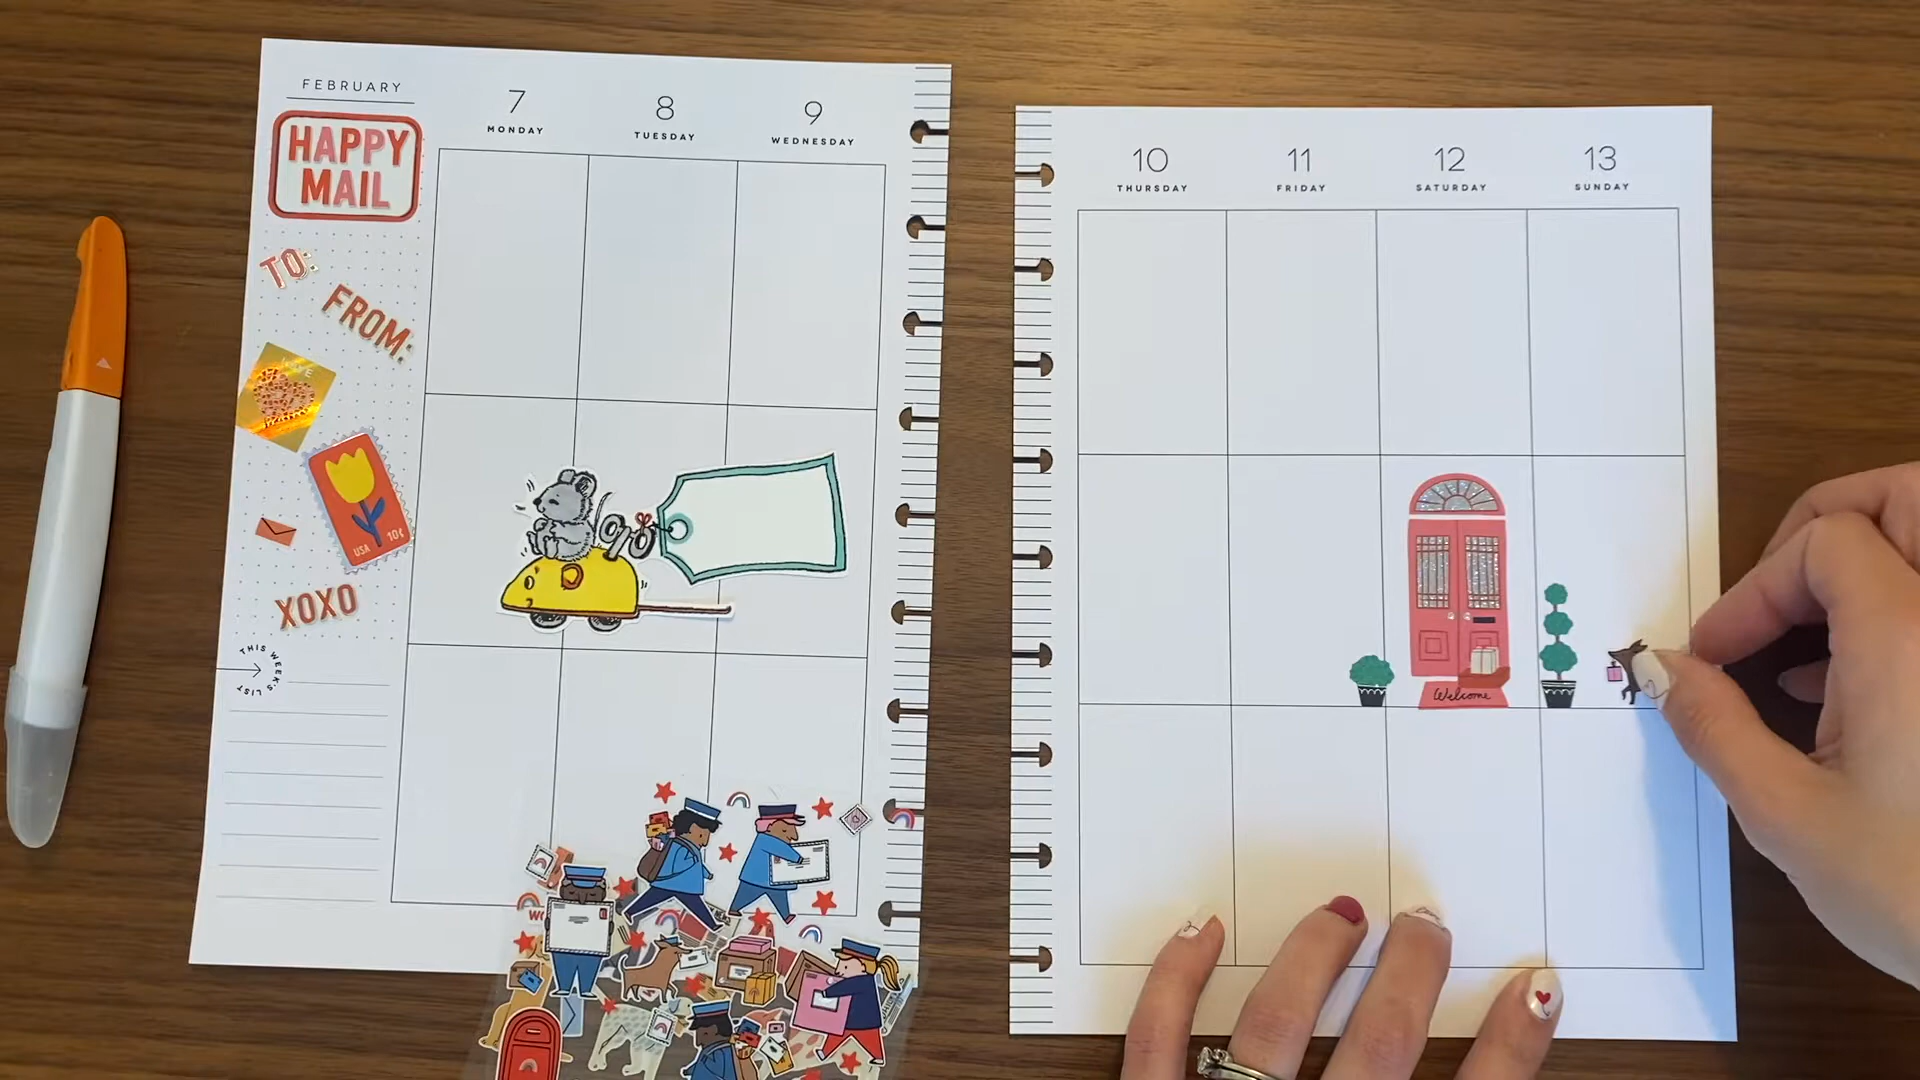 FEBRUARY
HAPPY
MAIL
TO:
FROM:
USA 10¢
XOXO
THIS WEEK'S LIST
7
MONDAY
8
TUESDAY
9
WEDNESDAY
10
THURSDAY
11
FRIDAY
12
SATURDAY
13
SUNDAY
Welcome